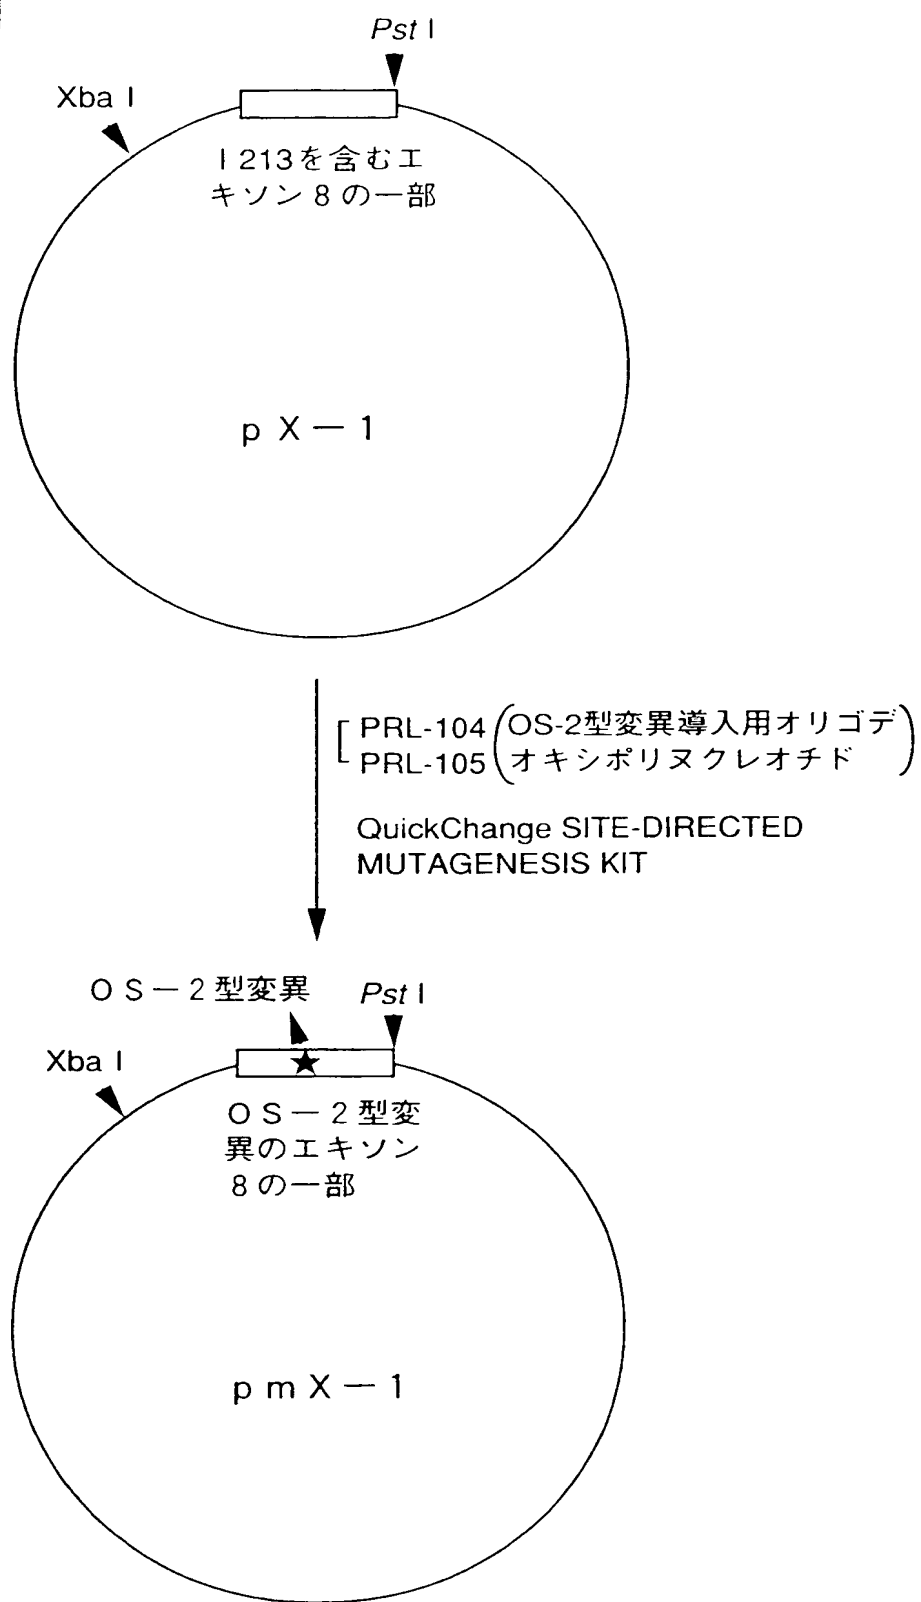 Pst I
Xba I
I 213を含むエ
キソン8の一部
pX－1
PRL-104 (OS-2型変異導入用オリゴデ
PRL-105 オキシポリヌクレオチド)
QuickChange SITE-DIRECTED
MUTAGENESIS KIT
OS－2型変異
Pst I
Xba I
OS－2型変
異のエキソン
8の一部
pmX－1